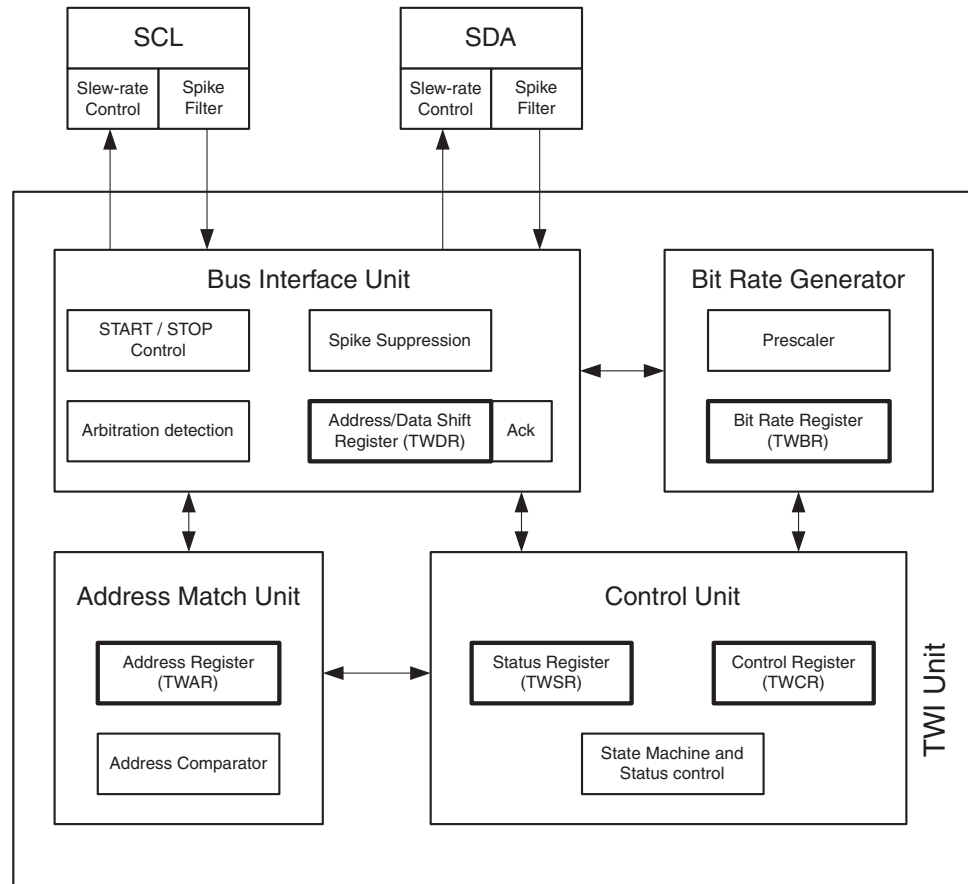 SCL
Slew-rate
Control
Spike
Filter
SDA
Slew-rate
Control
Spike
Filter
Bus Interface Unit
START / STOP
Control
Spike Suppression
Arbitration detection
Address/Data Shift
Register (TWDR)
Ack
Bit Rate Generator
Prescaler
Bit Rate Register
(TWBR)
Address Match Unit
Address Register
(TWAR)
Address Comparator
Control Unit
Status Register
(TWSR)
Control Register
(TWCR)
State Machine and
Status control
TWI Unit